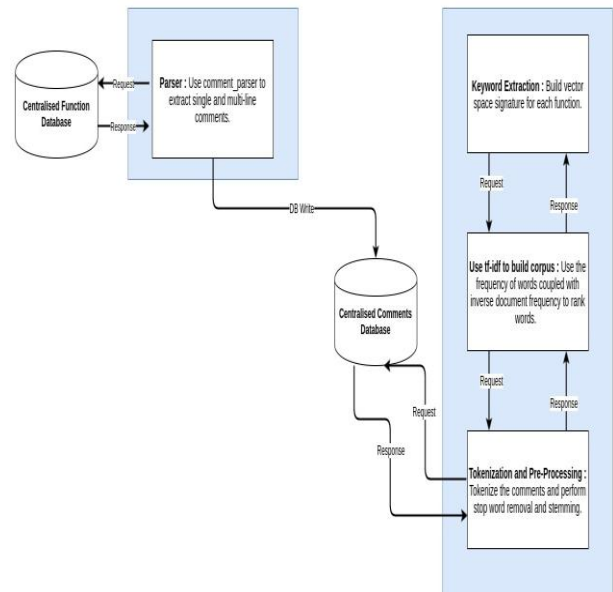 Centralised Function
Database
Request
Response
Parser : Use comment_parser to
extract single and multi-line
comments.
DB Write
Centralised Comments
Database
Request
Response
Keyword Extraction : Build vector
space signature for each function.
Request
Response
Use tf-idf to build corpus : Use the
frequency of words coupled with
inverse document frequency to rank
words.
Request
Response
Tokenization and Pre-Processing :
Tokenize the comments and perform
stop word removal and stemming.